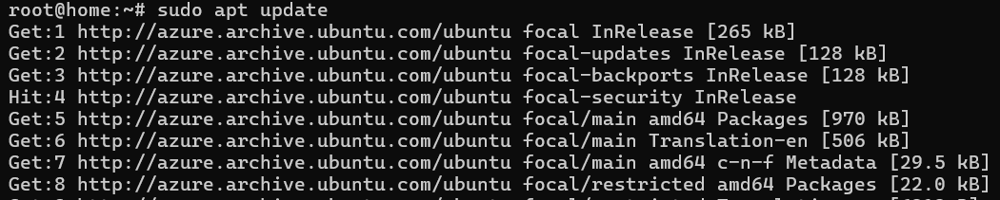 root@home:~# sudo apt update
Get:1 http://azure.archive.ubuntu.com/ubuntu focal InRelease [265 kB]
Get:2 http://azure.archive.ubuntu.com/ubuntu focal-updates InRelease [128 kB]
Get:3 http://azure.archive.ubuntu.com/ubuntu focal-backports InRelease [128 kB]
Hit:4 http://azure.archive.ubuntu.com/ubuntu focal-security InRelease
Get:5 http://azure.archive.ubuntu.com/ubuntu focal/main amd64 Packages [970 kB]
Get:6 http://azure.archive.ubuntu.com/ubuntu focal/main Translation-en [506 kB]
Get:7 http://azure.archive.ubuntu.com/ubuntu focal/main amd64 c-n-f Metadata [29.5 kB]
Get:8 http://azure.archive.ubuntu.com/ubuntu focal/restricted amd64 Packages [22.0 kB]